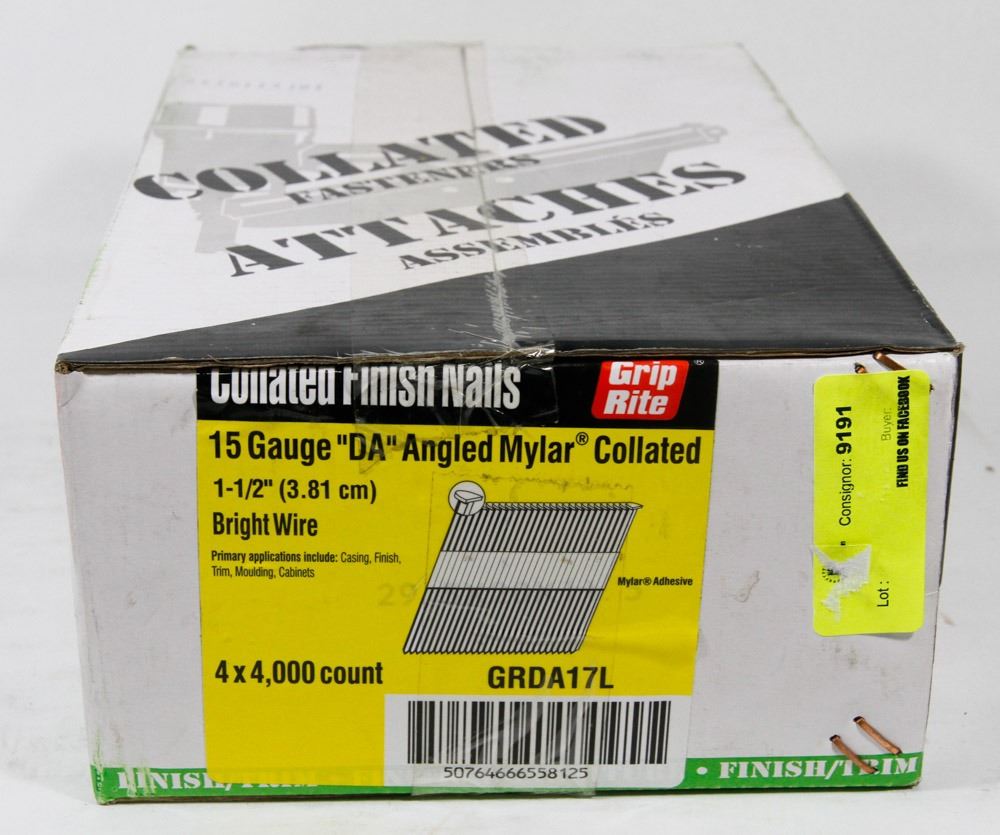 COLLATED
FASTENERS
ATTACHES
ASSEMBLÉS
Collated Finish Nails
Grip
Rite®
15 Gauge "DA" Angled Mylar® Collated
1-1/2" (3.81 cm)
Bright Wire
Primary applications include: Casing, Finish,
Trim, Moulding, Cabinets
Mylar® Adhesive
4 x 4,000 count
GRDA17L
50764666558125
FINISH/TRIM • FIN
• FINISH/TRIM
Consignor: 9191
Lot :
Buyer:
FIND US ON FACEBOOK